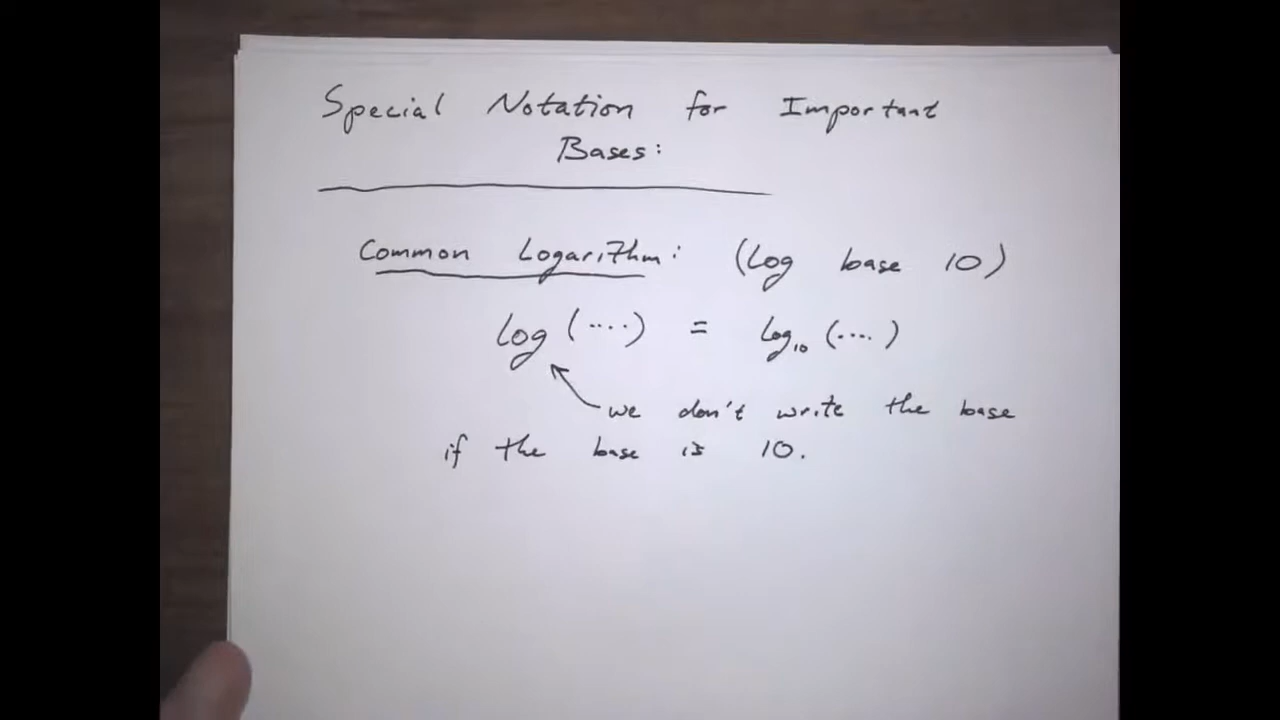 Special Notation for Important
Bases:
Common Logarithm: (Log base 10)
log (....) = log₁₀ (....)
we don't write the base
if the base is 10.